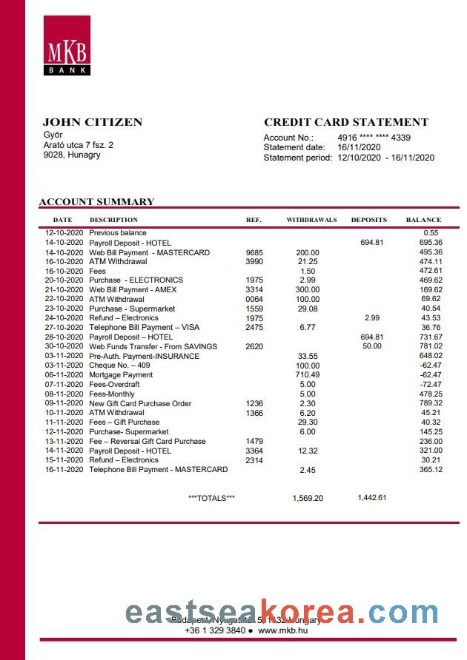 MKB
BANK
JOHN CITIZEN
Győr
Arató utca 7 fsz. 2
9028, Hunagry
CREDIT CARD STATEMENT
Account No.: 4916 **** **** 4339
Statement date: 16/11/2020
Statement period: 12/10/2020 - 16/11/2020
ACCOUNT SUMMARY
DATE DESCRIPTION REF. WITHDRAWALS DEPOSITS BALANCE
12-10-2020 Previous balance 0.55
14-10-2020 Payroll Deposit - HOTEL 694.81 695.36
14-10-2020 Web Bill Payment - MASTERCARD 9685 200.00 495.36
16-10-2020 ATM Withdrawal 3990 21.25 474.11
16-10-2020 Fees 1.50 472.61
20-10-2020 Purchase - ELECTRONICS 1975 2.99 469.62
21-10-2020 Web Bill Payment - AMEX 3314 300.00 169.62
22-10-2020 ATM Withdrawal 0064 100.00 69.62
23-10-2020 Purchase - Supermarket 1559 29.08 40.54
24-10-2020 Refund – Electronics 1975 2.99 43.53
27-10-2020 Telephone Bill Payment – VISA 2475 6.77 36.76
28-10-2020 Payroll Deposit – HOTEL 694.81 731.67
30-10-2020 Web Funds Transfer - From SAVINGS 2620 50.00 781.02
03-11-2020 Pre-Auth. Payment-INSURANCE 33.55 648.02
03-11-2020 Cheque No. – 409 100.00 -62.47
06-11-2020 Mortgage Payment 710.49 -62.47
07-11-2020 Fees-Overdraft 5.00 -72.47
08-11-2020 Fees-Monthly 5.00 478.25
09-11-2020 New Gift Card Purchase Order 1236 2.30 789.32
10-11-2020 ATM Withdrawal 1366 6.20 45.21
11-11-2020 Fees – Gift Purchase 29.30 40.32
12-11-2020 Purchase- Supermarket 6.00 145.25
13-11-2020 Fee – Reversal Gift Card Purchase 1479 236.00
14-11-2020 Payroll Deposit - HOTEL 3364 12.32 321.00
15-11-2020 Refund – Electronics 2314 30.21
16-11-2020 Telephone Bill Payment - MASTERCARD 2.45 365.12
***TOTALS*** 1,569.20 1,442.61
eastseakorea.com
+36 1 329 3840 ● www.mkb.hu